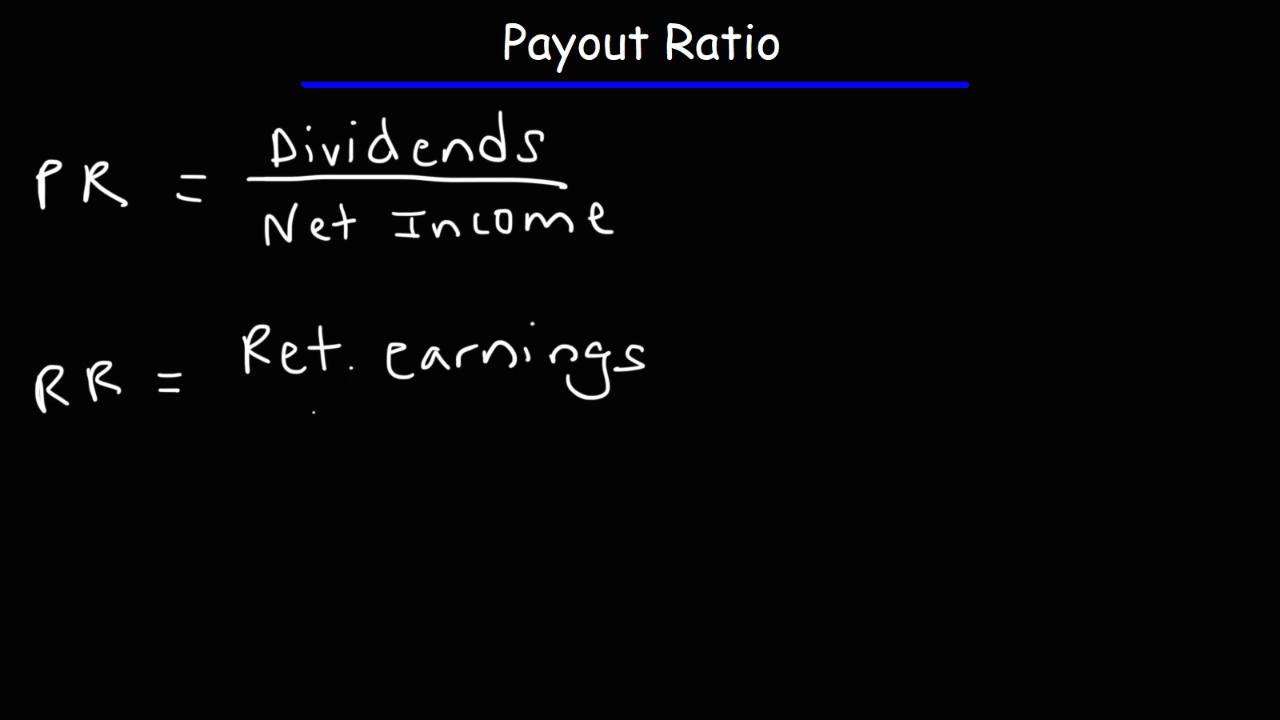 Payout Ratio
PR = Dividends / Net Income
RR = Ret. earnings